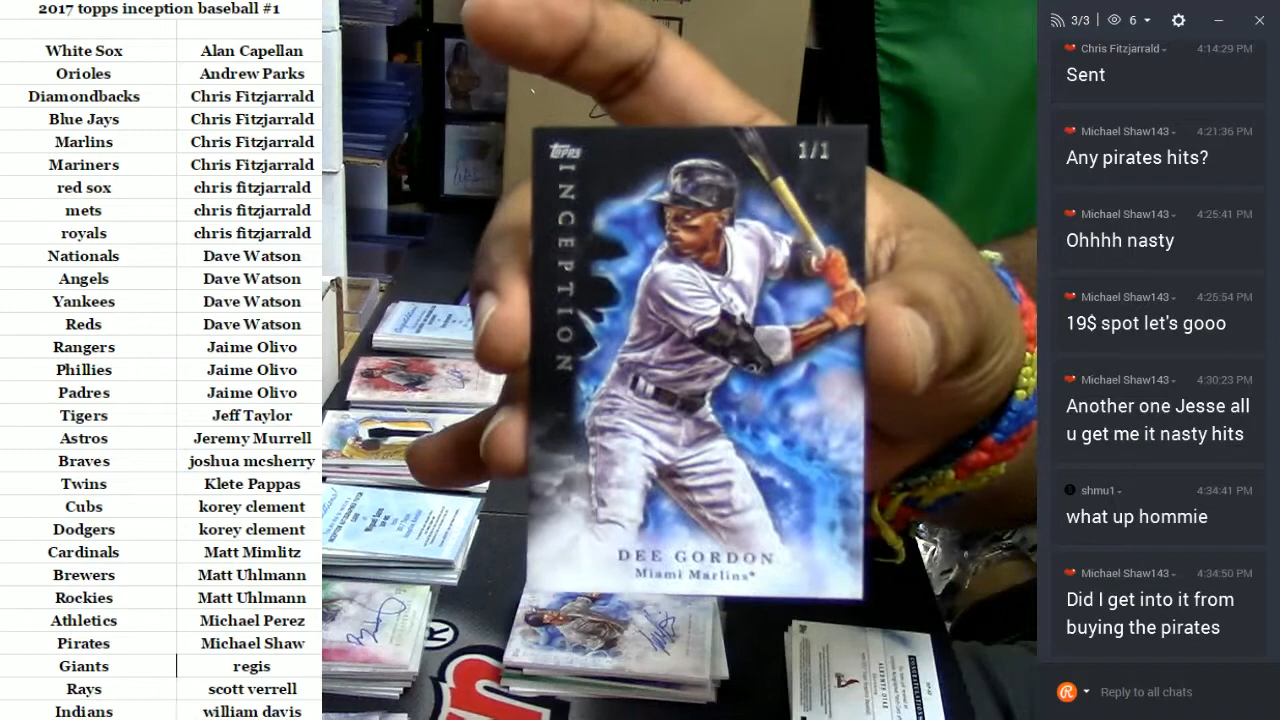 2017 topps inception baseball #1
White Sox Alan Capellan
Orioles Andrew Parks
Diamondbacks Chris Fitzjarrald
Blue Jays Chris Fitzjarrald
Marlins Chris Fitzjarrald
Mariners Chris Fitzjarrald
red sox chris fitzjarrald
mets chris fitzjarrald
royals chris fitzjarrald
Nationals Dave Watson
Angels Dave Watson
Yankees Dave Watson
Reds Dave Watson
Rangers Jaime Olivo
Phillies Jaime Olivo
Padres Jaime Olivo
Tigers Jeff Taylor
Astros Jeremy Murrell
Braves joshua mcsherry
Twins Klete Pappas
Cubs korey clement
Dodgers korey clement
Cardinals Matt Mimlitz
Brewers Matt Uhlmann
Rockies Matt Uhlmann
Athletics Michael Perez
Pirates Michael Shaw
Giants regis
Rays scott verrell
Indians william davis
Topps
1/1
INCEPTION
DEE GORDON
Miami Marlins*
®
3/3 6
Chris Fitzjarrald 4:14:29 PM
Sent
Michael Shaw143 4:21:36 PM
Any pirates hits?
Michael Shaw143 4:25:41 PM
Ohhhh nasty
Michael Shaw143 4:25:54 PM
19$ spot let's gooo
Michael Shaw143 4:30:23 PM
Another one Jesse all
u get me it nasty hits
shmu1 4:34:41 PM
what up hommie
Michael Shaw143 4:34:50 PM
Did I get into it from
buying the pirates
Reply to all chats